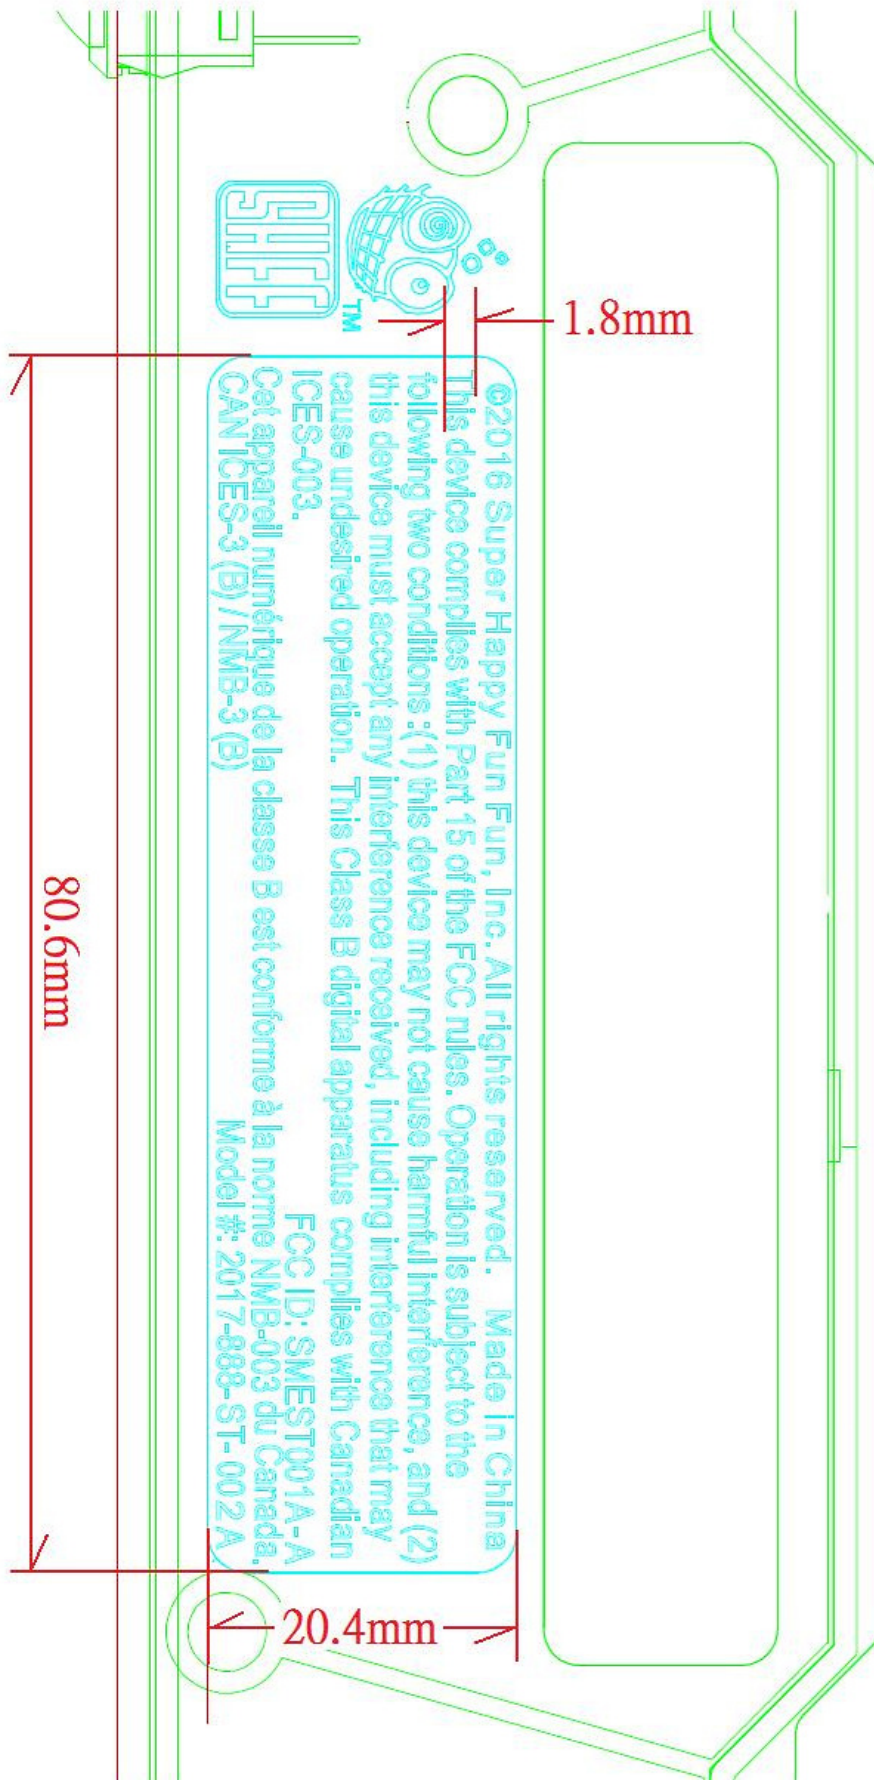 SHFF
TM
1.8mm
©2016 Super Happy Fun Fun, Inc. All rights reserved. Made in China
This device complies with Part 15 of the FCC rules. Operation is subject to the
following two conditions :(1) this device may not cause harmful interference, and (2)
this device must accept any interference received, including interference that may
cause undesired operation. This Class B digital apparatus complies with Canadian
ICES-003. FCC ID: SMEST001A-A
Cet appareil numérique de la classe B est conforme à la norme NMB-003 du Canada.
CAN ICES-3 (B) / NMB-3 (B) Model #: 2017-888-ST-002 A
80.6mm
20.4mm